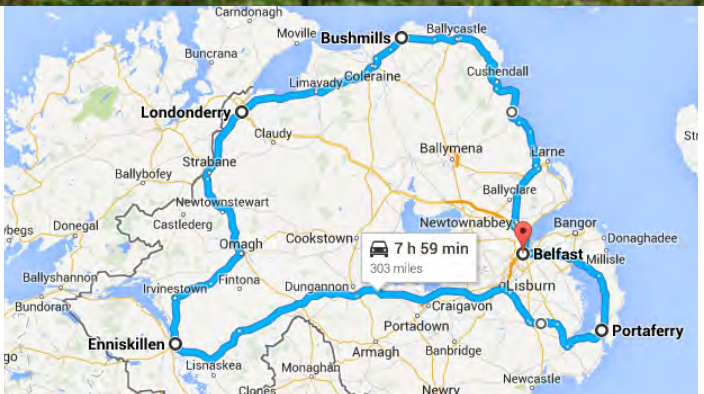 Carndonagh
Moville
Bushmills
Ballycastle
Buncrana
Cushendall
Limavady
Coleraine
Londonderry
Claudy
Ballymena
Larne
Strabane
Ballybofey
Ballyclare
Newtownstewart
Newtownabbey
Bangor
Donegal
Castlederg
Cookstown
Donaghadee
Omagh
7 h 59 min
303 miles
Belfast
Millisle
Ballyshannon
Irvinestown
Fintona
Dungannon
Lisburn
Bundoran
Craigavon
Portadown
Portaferry
Enniskillen
Lisnaskea
Armagh
Banbridge
Monaghan
Newcastle
Clones
Newry